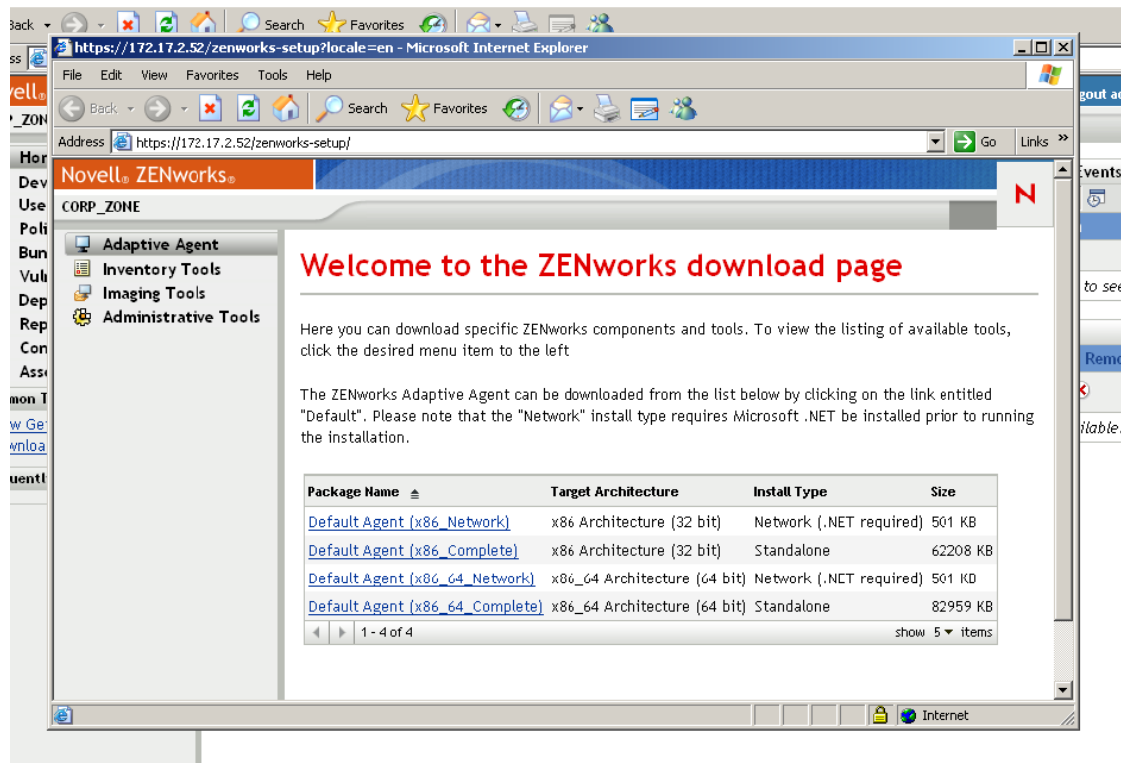 Back
Search
Favorites
https://172.17.2.52/zenworks-setup?locale=en - Microsoft Internet Explorer
File Edit View Favorites Tools Help
Back Search Favorites
Address https://172.17.2.52/zenworks-setup/ Go Links »
Novell® ZENworks®
N
CORP_ZONE
Adaptive Agent
Inventory Tools
Imaging Tools
Administrative Tools
Welcome to the ZENworks download page
Here you can download specific ZENworks components and tools. To view the listing of available tools,
click the desired menu item to the left
The ZENworks Adaptive Agent can be downloaded from the list below by clicking on the link entitled
"Default". Please note that the "Network" install type requires Microsoft .NET be installed prior to running
the installation.
Package Name Target Architecture Install Type Size
Default Agent (x86_Network) x86 Architecture (32 bit) Network (.NET required) 501 KB
Default Agent (x86_Complete) x86 Architecture (32 bit) Standalone 62208 KB
Default Agent (x86_64_Network) x86_64 Architecture (64 bit) Network (.NET required) 501 KB
Default Agent (x86_64_Complete) x86_64 Architecture (64 bit) Standalone 82959 KB
1 - 4 of 4 show 5 items
Internet
Events
to see